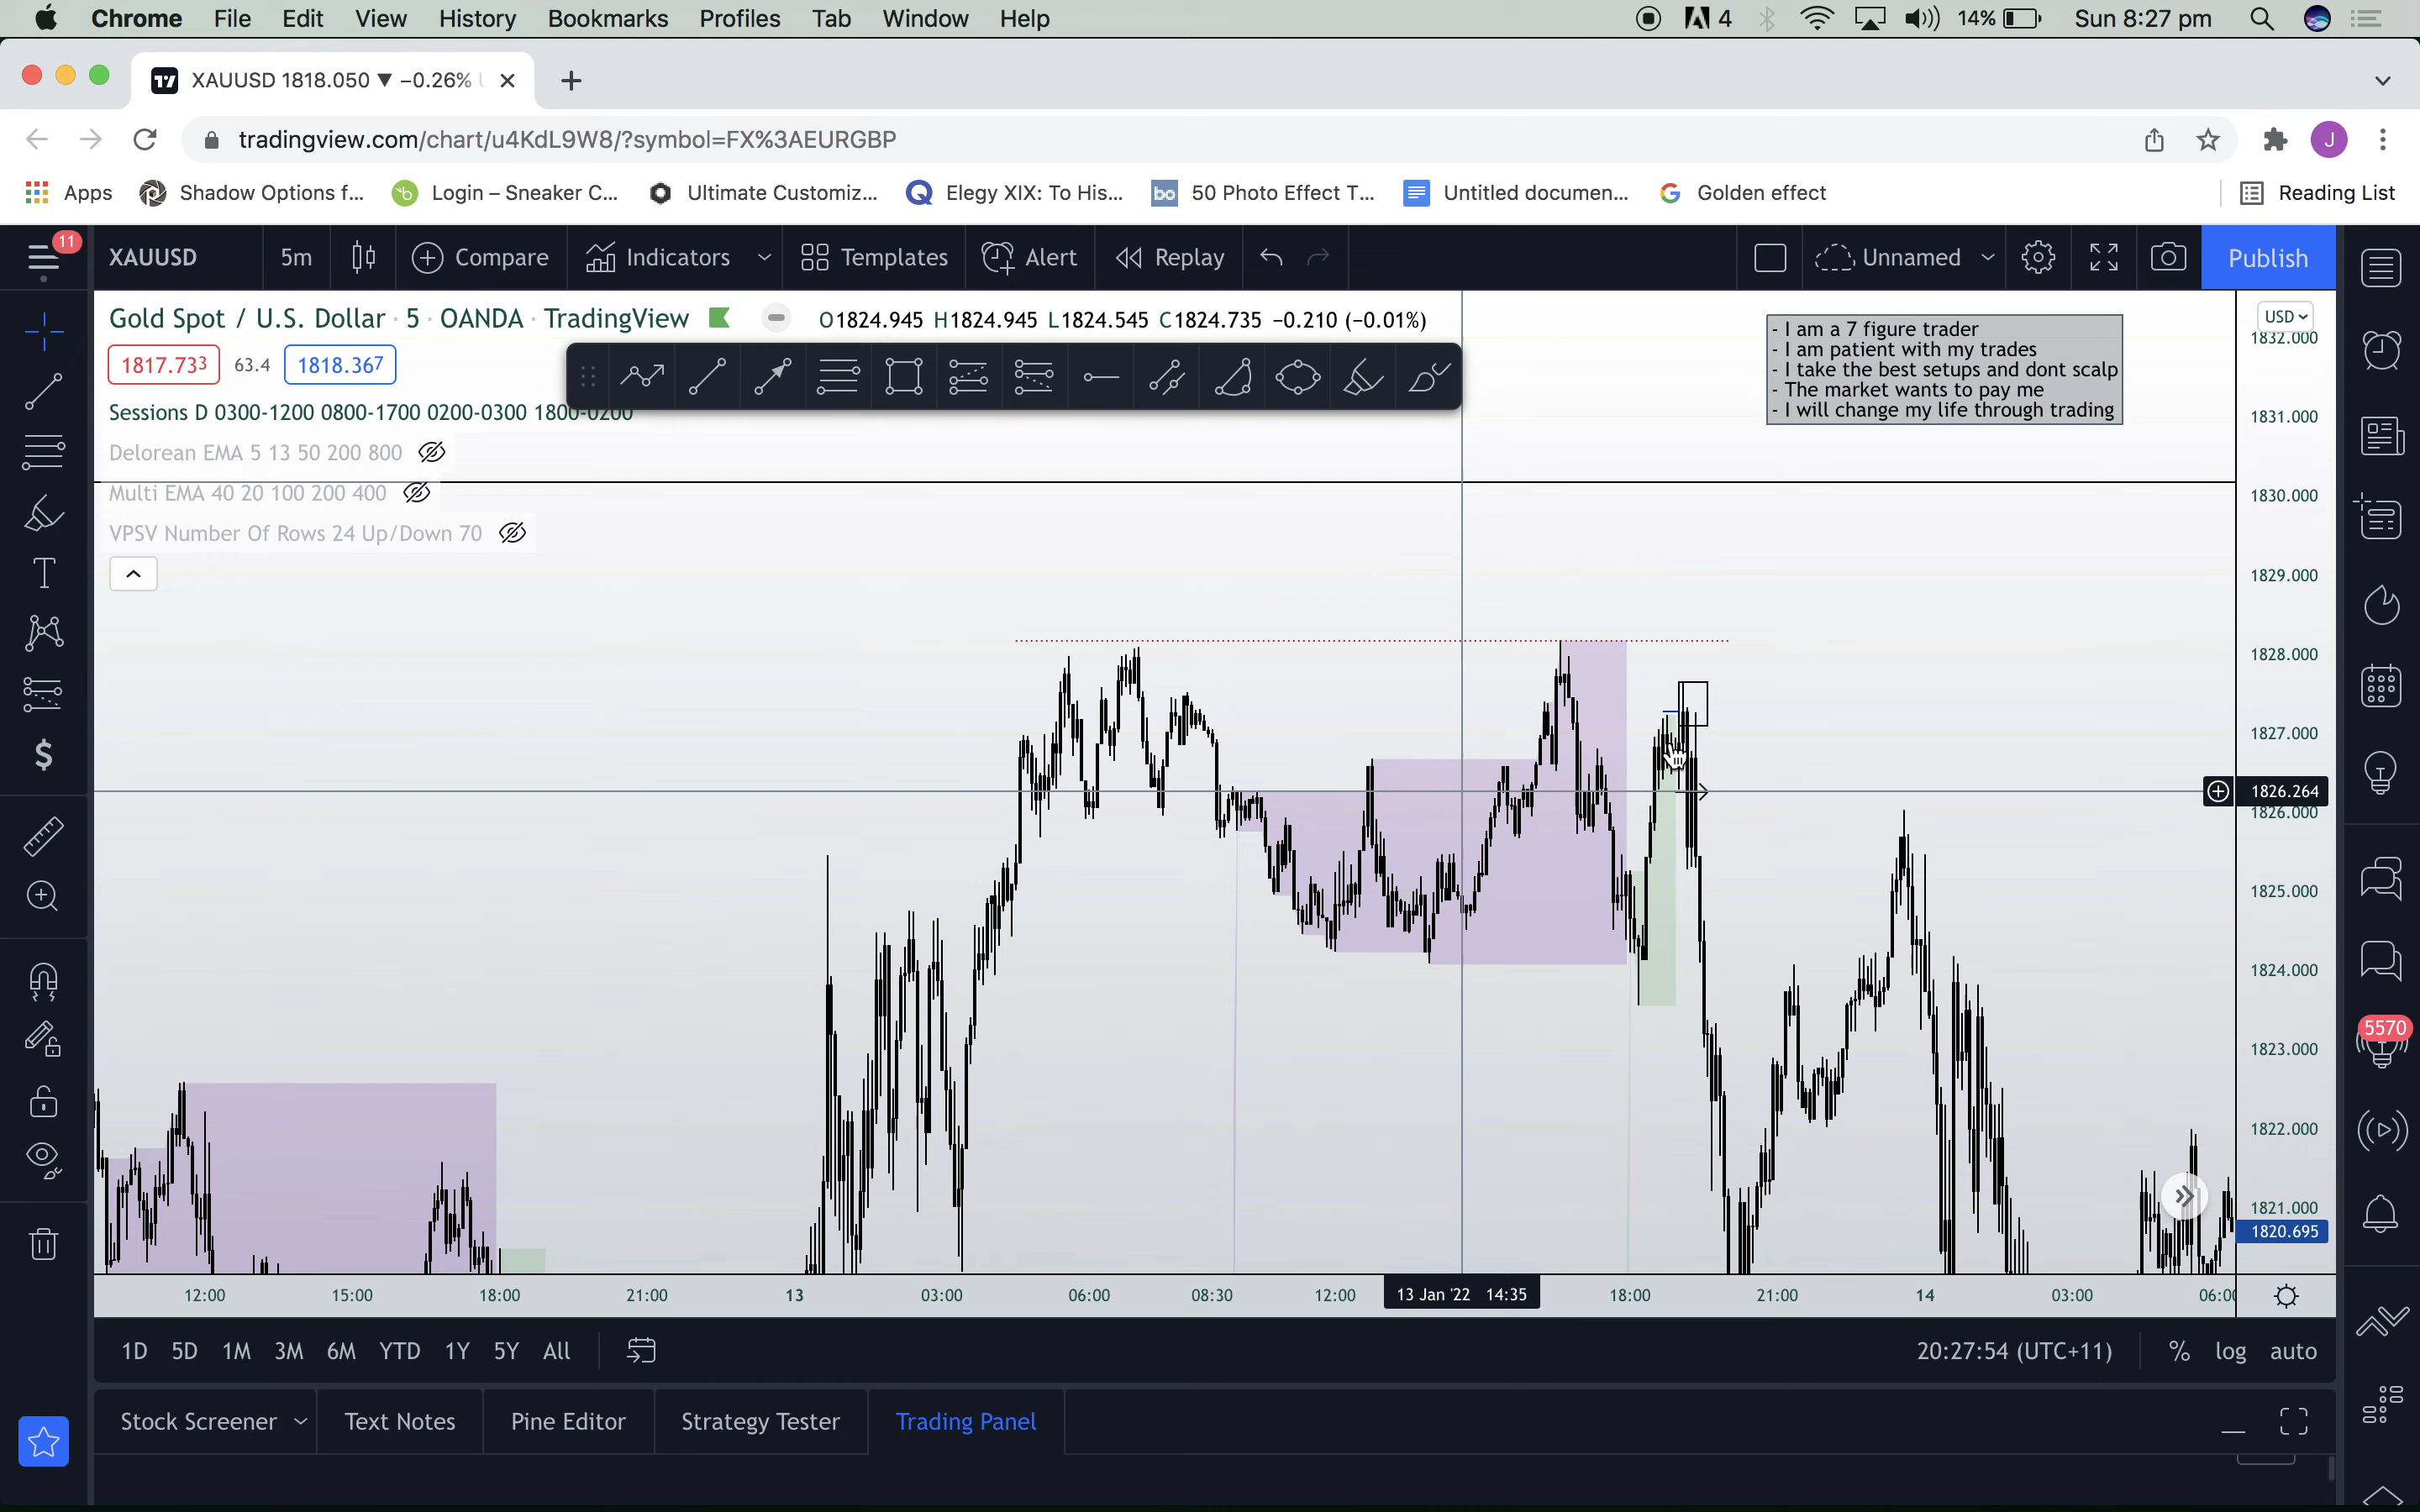 Chrome File Edit View History Bookmarks Profiles Tab Window Help 4 14% Sun 8:27 pm
XAUUSD 1818.050 ▼ −0.26%
tradingview.com/chart/u4KdL9W8/?symbol=FX%3AEURGBP J
Apps Shadow Options f... Login – Sneaker C... Ultimate Customiz... Elegy XIX: To His... bo 50 Photo Effect T... Untitled documen... Golden effect Reading List
11 XAUUSD 5m Compare Indicators Templates Alert Replay Unnamed Publish
Gold Spot / U.S. Dollar · 5 · OANDA · TradingView O1824.945 H1824.945 L1824.545 C1824.735 −0.210 (−0.01%)
1817.733 63.4 1818.367
Sessions D 0300-1200 0800-1700 0200-0300 1800-0200
Delorean EMA 5 13 50 200 800
Multi EMA 40 20 100 200 400
VPSV Number Of Rows 24 Up/Down 70
- I am a 7 figure trader
- I am patient with my trades
- I take the best setups and dont scalp
- The market wants to pay me
- I will change my life through trading
USD
1832.000
1831.000
1830.000
1829.000
1828.000
1827.000
1826.264
1826.000
1825.000
1824.000
1823.000
1822.000
1821.000
1820.695
5570
12:00 15:00 18:00 21:00 13 03:00 06:00 08:30 12:00 13 Jan '22 14:35 18:00 21:00 14 03:00 06:00
1D 5D 1M 3M 6M YTD 1Y 5Y All 20:27:54 (UTC+11) % log auto
Stock Screener Text Notes Pine Editor Strategy Tester Trading Panel